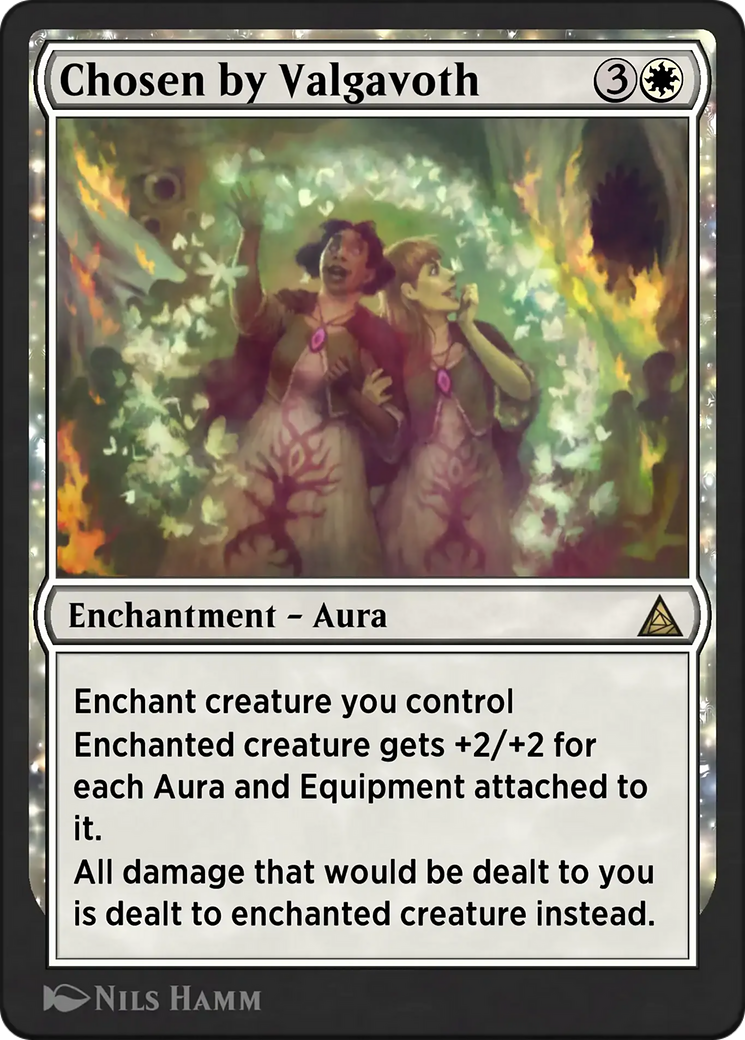 Chosen by Valgavoth 3
Enchantment – Aura
Enchant creature you control
Enchanted creature gets +2/+2 for
each Aura and Equipment attached to
it.
All damage that would be dealt to you
is dealt to enchanted creature instead.
Nils Hamm